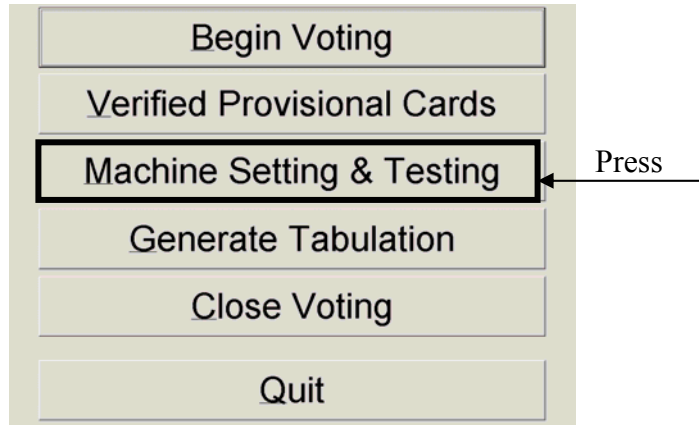 Begin Voting
Verified Provisional Cards
Machine Setting & Testing
Press
Generate Tabulation
Close Voting
Quit